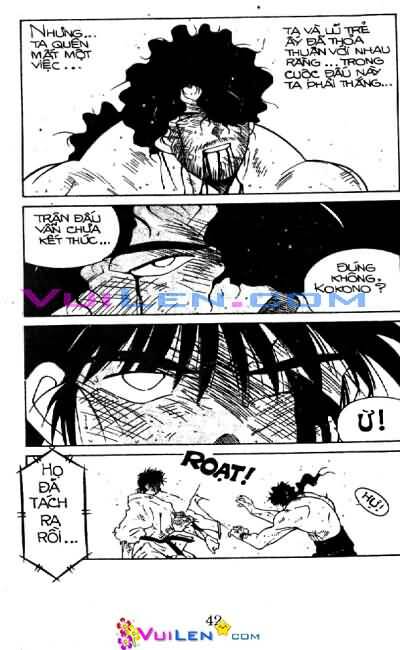 NHƯNG...
TA QUÊN
MẤT MỘT
VIỆC...
TA VÀ LŨ TRẺ
ẤY ĐÃ THỎA
THUẬN VỚI NHAU
RẰNG... TRONG
CUỘC ĐẤU NÀY
TA PHẢI THẮNG...
TRẬN ĐẤU
VẪN CHƯA
KẾT THÚC...
ĐÚNG
KHÔNG,
KOKONO?
VUILEN.COM
Ừ!
HỌ
ĐÃ
TÁCH
RA
RỒI...
ROẠT!
HỰ!
42
VUILEN.COM